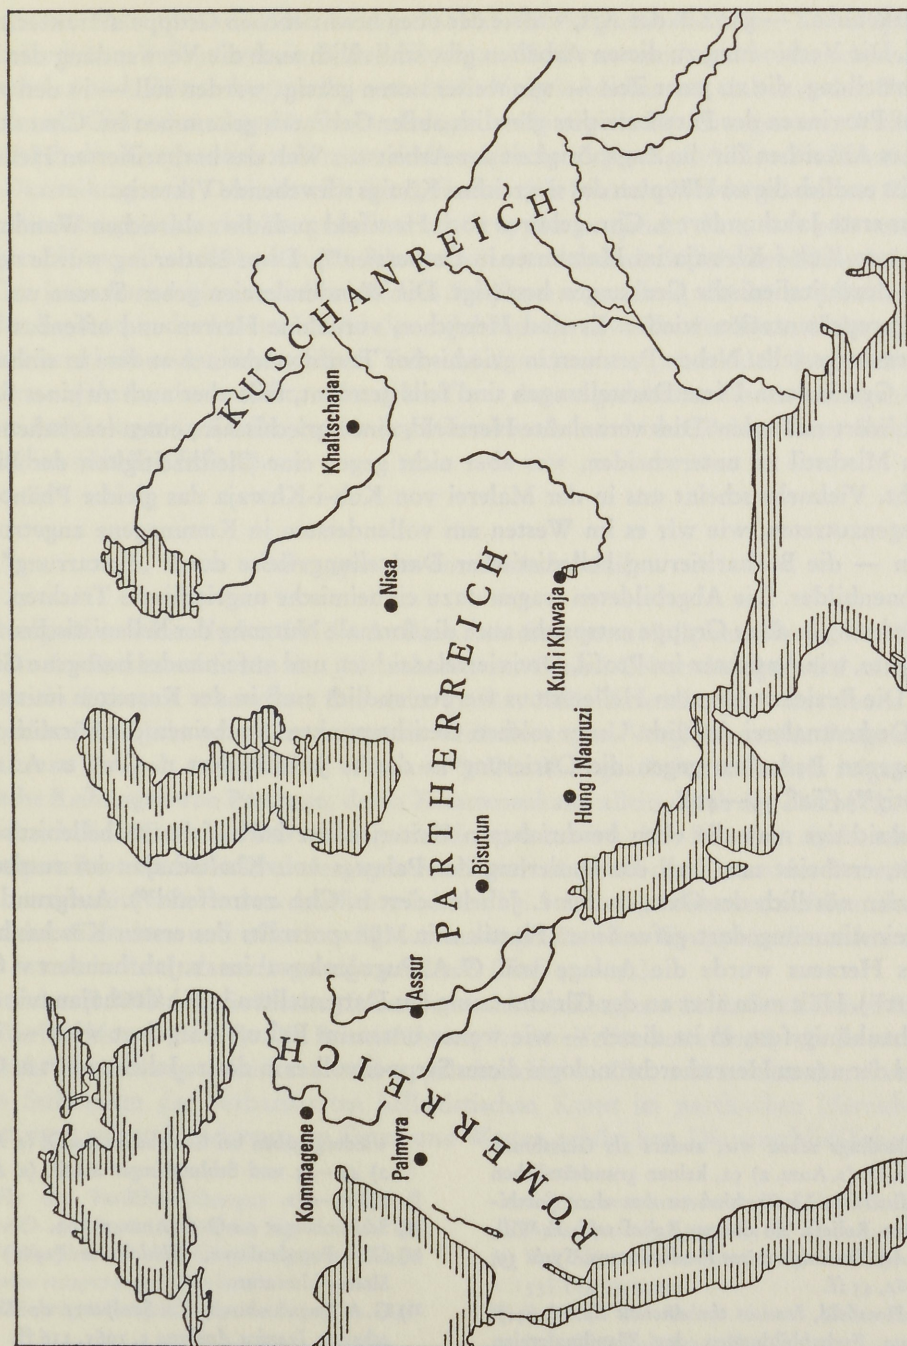 KUSCHANREICH
Khaltschajan
Nisa
PARTHERREICH
Kuh i Khwaja
Hung i Nauruzi
Bisutun
Assur
RÖMERREICH
Kommagene
Palmyra